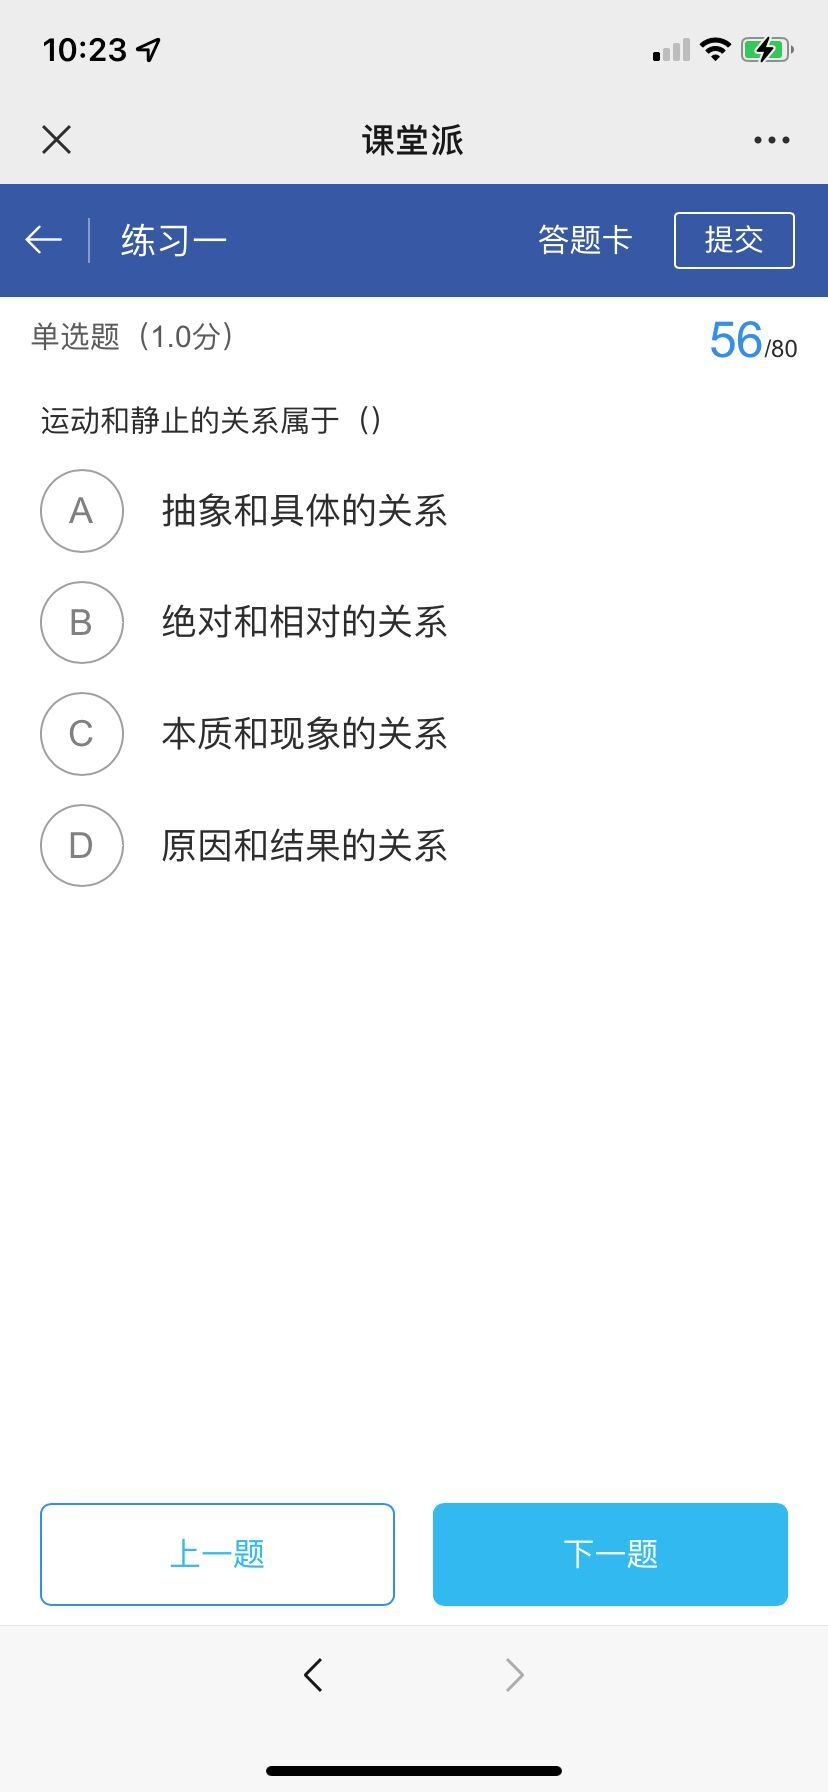 10:23
课堂派
练习一
答题卡
提交
单选题（1.0分）
56/80
运动和静止的关系属于（）
A 抽象和具体的关系
B 绝对和相对的关系
C 本质和现象的关系
D 原因和结果的关系
上一题
下一题